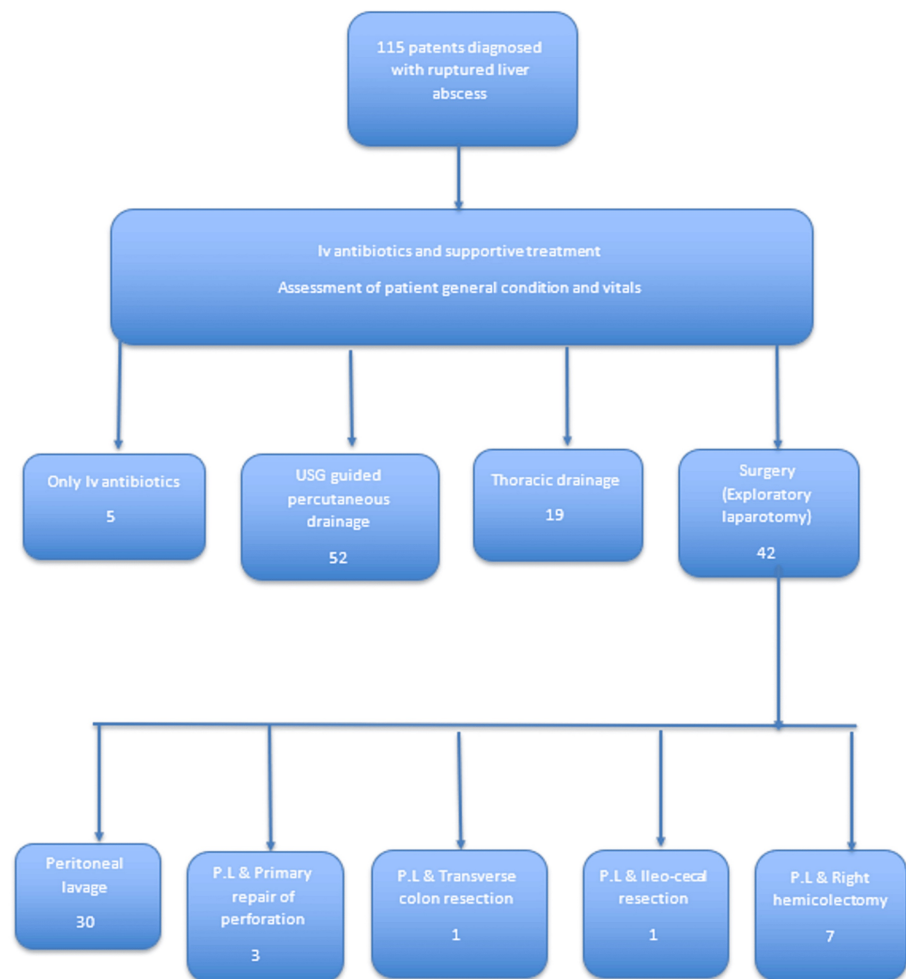 115 patents diagnosed
with ruptured liver
abscess
Iv antibiotics and supportive treatment
Assessment of patient general condition and vitals
Only Iv antibiotics
5
USG guided
percutaneous
drainage
52
Thoracic drainage
19
Surgery
(Exploratory
laparotomy)
42
Peritoneal
lavage
30
P.L & Primary
repair of
perforation
3
P.L & Transverse
colon resection
1
P.L & Ileo-cecal
resection
1
P.L & Right
hemicolectomy
7